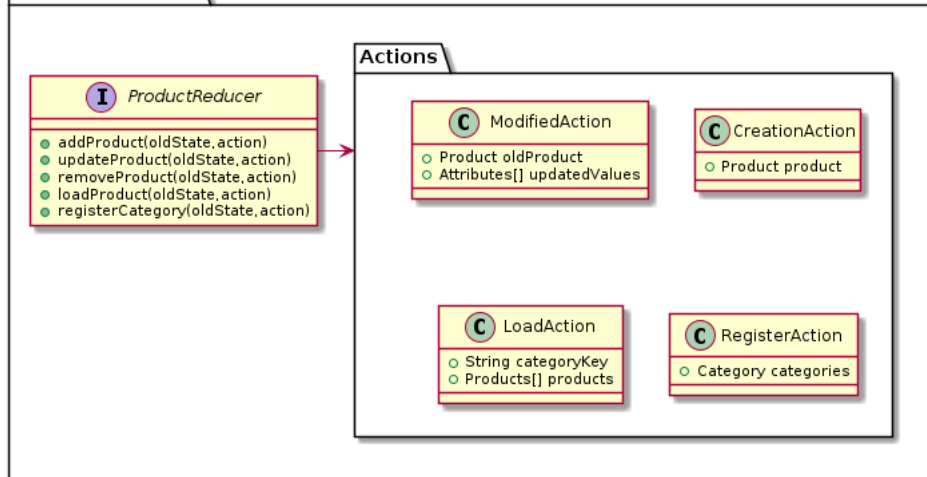 Actions
I ProductReducer
addProduct(oldState,action)
updateProduct(oldState,action)
removeProduct(oldState,action)
loadProduct(oldState,action)
registerCategory(oldState,action)
C ModifiedAction
Product oldProduct
Attributes[] updatedValues
C CreationAction
Product product
C LoadAction
String categoryKey
Products[] products
C RegisterAction
Category categories